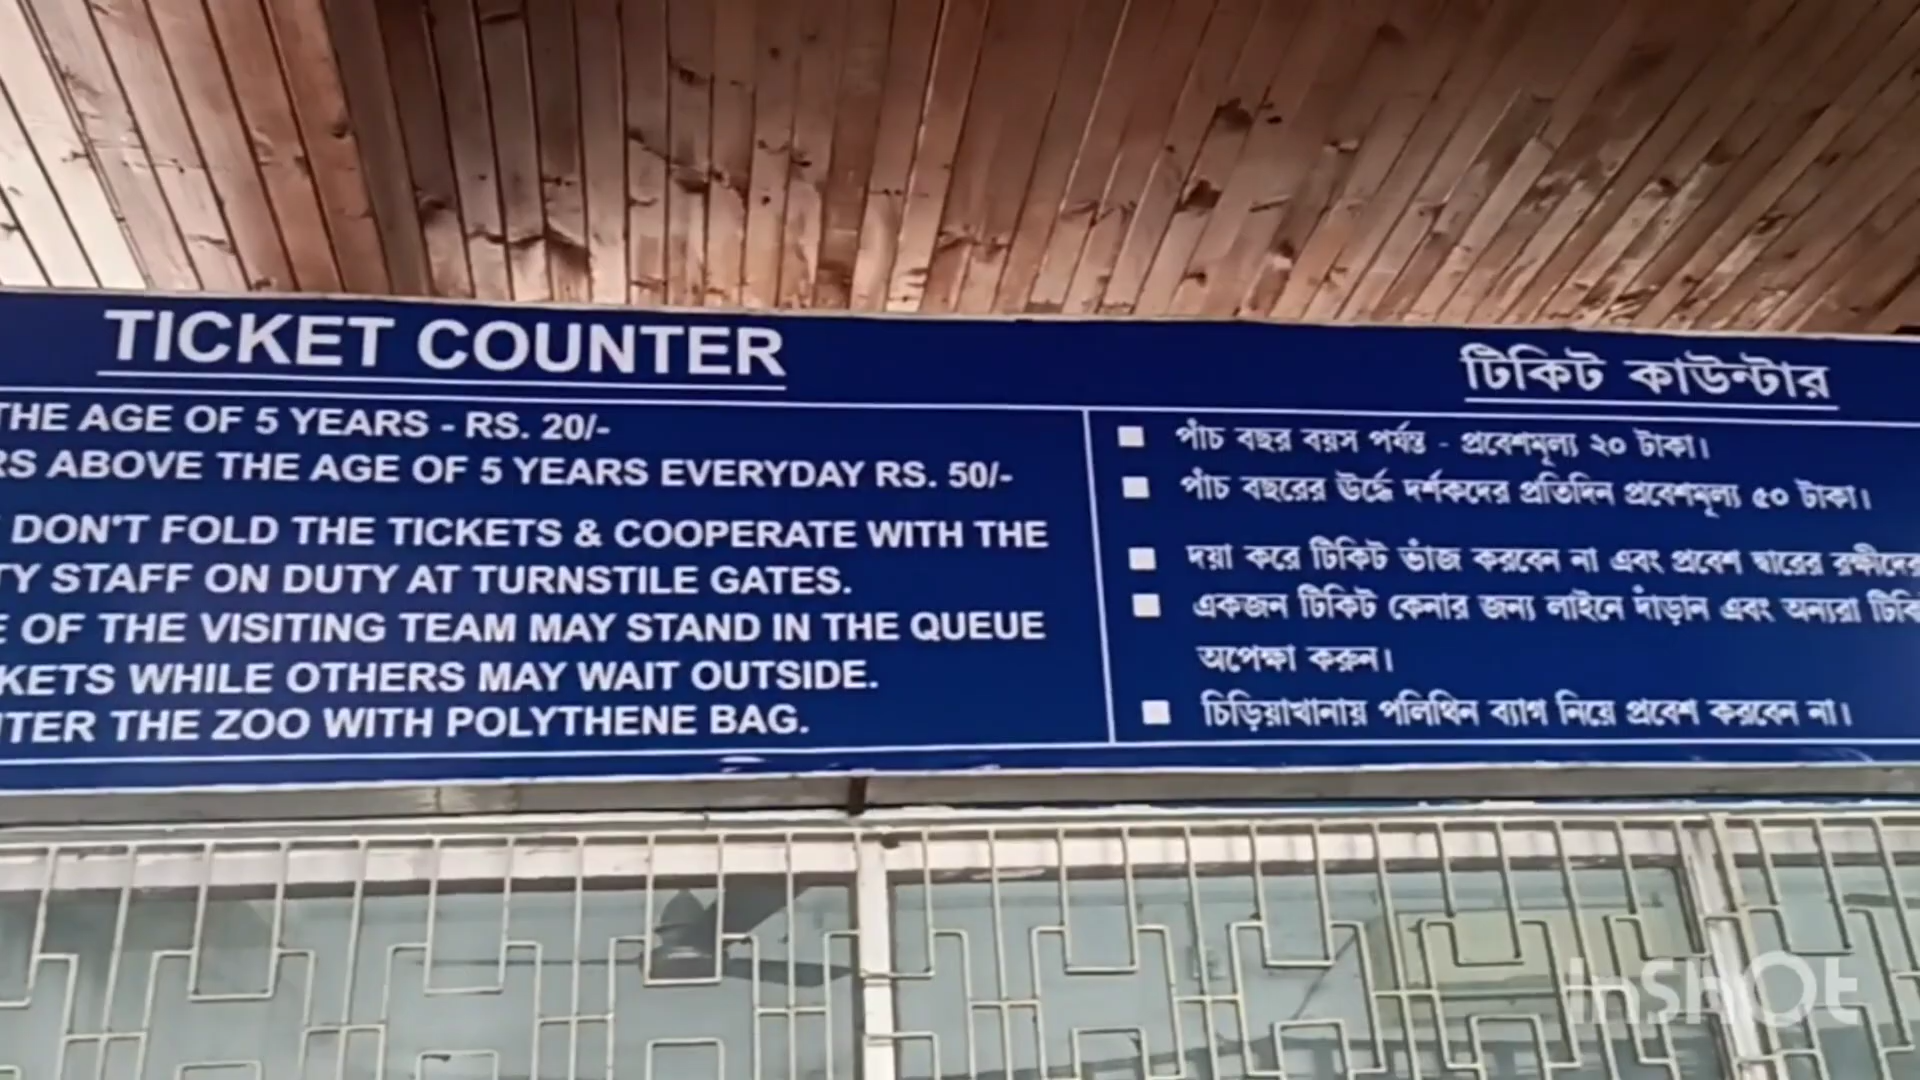 TICKET COUNTER
THE AGE OF 5 YEARS - RS. 20/-
ABOVE THE AGE OF 5 YEARS EVERYDAY RS. 50/-
DON'T FOLD THE TICKETS & COOPERATE WITH THE
STAFF ON DUTY AT TURNSTILE GATES.
OF THE VISITING TEAM MAY STAND IN THE QUEUE
WHILE OTHERS MAY WAIT OUTSIDE.
THE ZOO WITH POLYTHENE BAG.
টিকিট কাউন্টার
পাঁচ বছর বয়স পর্যন্ত - প্রবেশমূল্য ২০ টাকা।
পাঁচ বছরের উর্দ্ধে দর্শকদের প্রতিদিন প্রবেশমূল্য ৫০ টাকা।
দয়া করে টিকিট ভাঁজ করবেন না এবং প্রবেশ দ্বারের রক্ষীদের
একজন টিকিট কেনার জন্য লাইনে দাঁড়ান এবং অন্যরা
অপেক্ষা করুন।
চিড়িয়াখানায় পলিথিন ব্যাগ নিয়ে প্রবেশ করবেন না।
InShOt